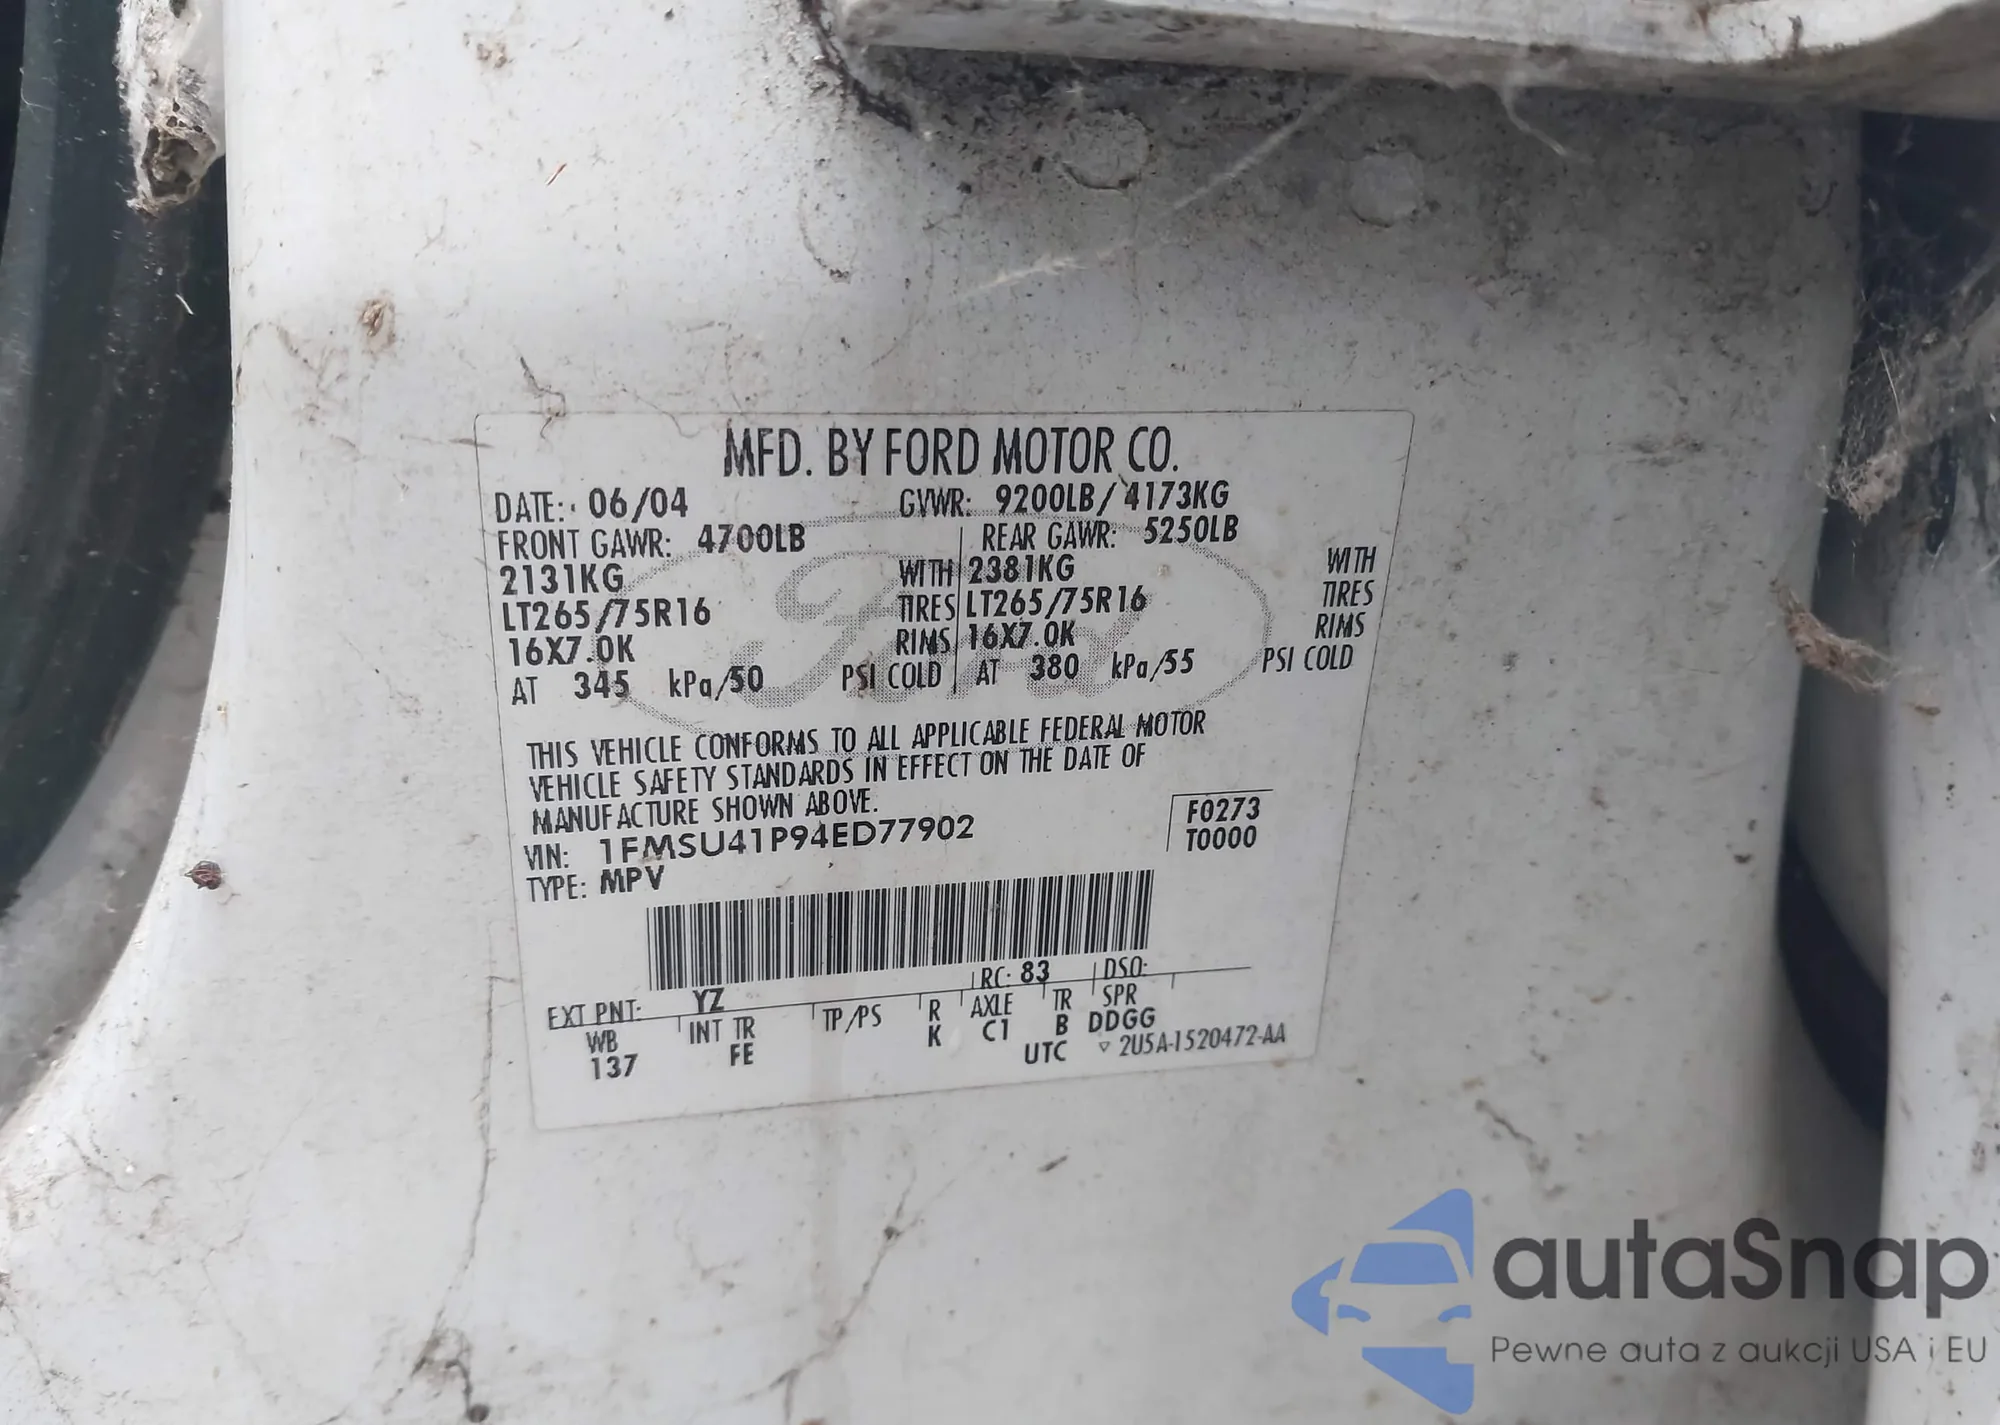 MFD. BY FORD MOTOR CO.
DATE: 06/04 GVWR: 9200LB/ 4173KG
FRONT GAWR: 4700LB REAR GAWR: 5250LB
2131KG WITH 2381KG WITH
LT265/75R16 TIRES LT265/75R16 TIRES
16X7.0K RIMS 16X7.0K RIMS
AT 345 kPa/50 PSI COLD AT 380 kPa/55 PSI COLD
THIS VEHICLE CONFORMS TO ALL APPLICABLE FEDERAL MOTOR
VEHICLE SAFETY STANDARDS IN EFFECT ON THE DATE OF
MANUFACTURE SHOWN ABOVE.
VIN: 1FMSU41P94ED77902 F0273
TYPE: MPV T0000
EXT PNT: YZ RC: 83 DSO:
WB INT TR TP/PS R AXLE TR SPR
137 FE K C1 B DDGG
UTC ▽ 2U5A-1520472-AA
Ford
autaSnap
Pewne auta z aukcji USA i EU